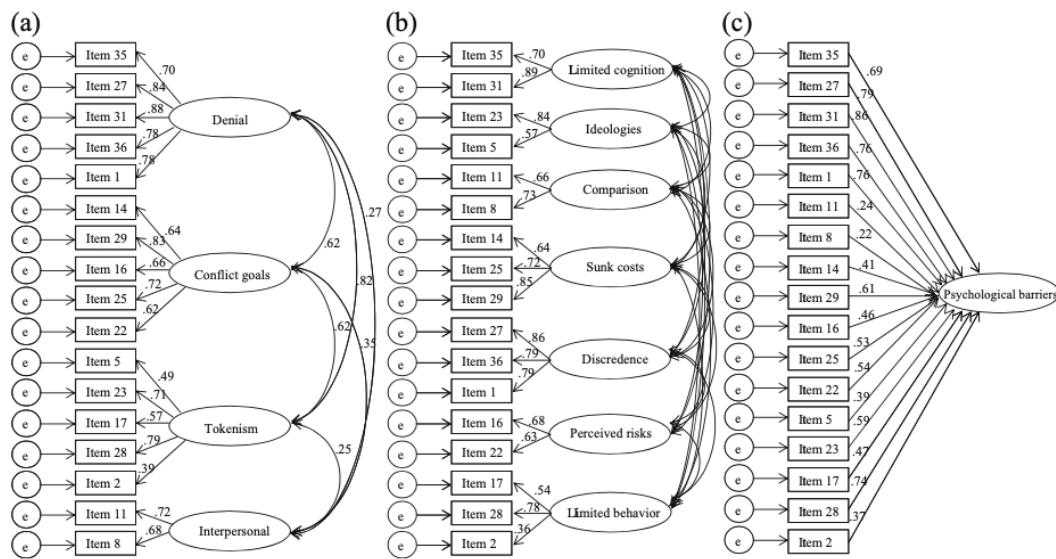 (a)
e Item 35 .70
e Item 27 .84
e Item 31 .88
e Item 36 .78
e Item 1 .78
Denial
e Item 14 .64
e Item 29 .83
e Item 16 .66
e Item 25 .72
e Item 22 .62
Conflict goals
e Item 5 .49
e Item 23 .71
e Item 17 .57
e Item 28 .79
e Item 2 .39
Tokenism
e Item 11 .72
e Item 8 .68
Interpersonal
.27
.62
.82
.62
.35
.25
(b)
e Item 35 .70
e Item 31 .89
Limited cognition
e Item 23 .84
e Item 5 .57
Ideologies
e Item 11 .66
e Item 8 .73
Comparison
e Item 14 .64
e Item 25 .72
e Item 29 .85
Sunk costs
e Item 27 .86
e Item 36 .79
e Item 1 .79
Discredence
e Item 16 .68
e Item 22 .63
Perceived risks
e Item 17 .54
e Item 28 .78
e Item 2 .36
Limited behavior
(c)
e Item 35 .69
e Item 27 .79
e Item 31 .86
e Item 36 .76
e Item 1 .76
e Item 11 .24
e Item 8 .22
e Item 14 .41
e Item 29 .61
e Item 16 .46
e Item 25 .53
e Item 22 .54
e Item 5 .39
e Item 23 .59
e Item 17 .47
e Item 28 .74
e Item 2 .37
Psychological barriers